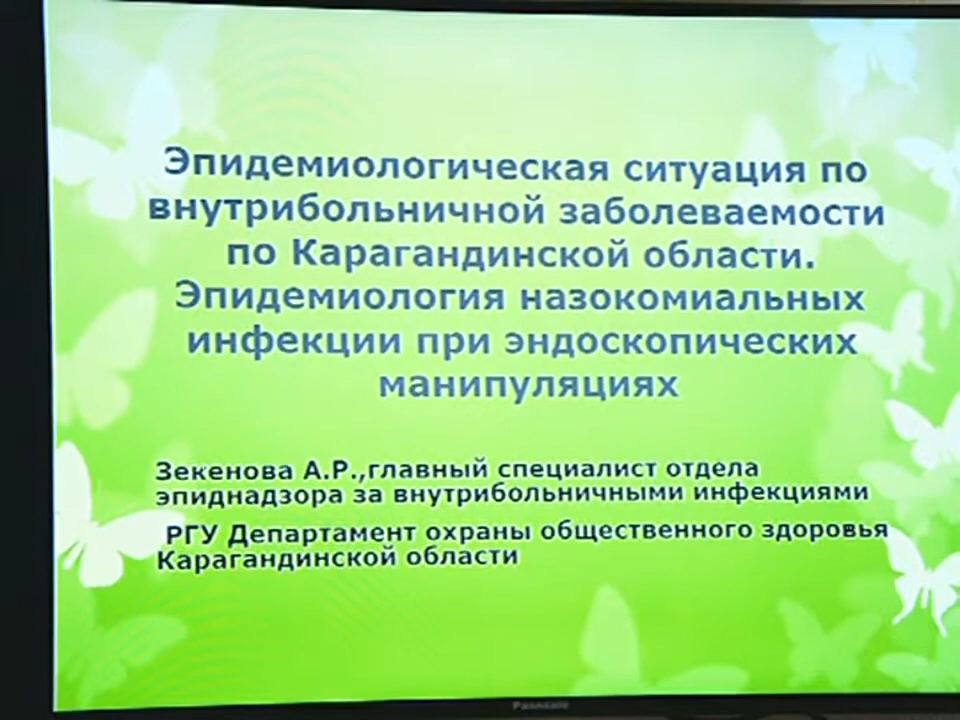 Эпидемиологическая ситуация по
внутрибольничной заболеваемости
по Карагандинской области.
Эпидемиология назокомиальных
инфекции при эндоскопических
манипуляциях
Зекенова А.Р.,главный специалист отдела
эпиднадзора за внутрибольничными инфекциями
РГУ Департамент охраны общественного здоровья
Карагандинской области